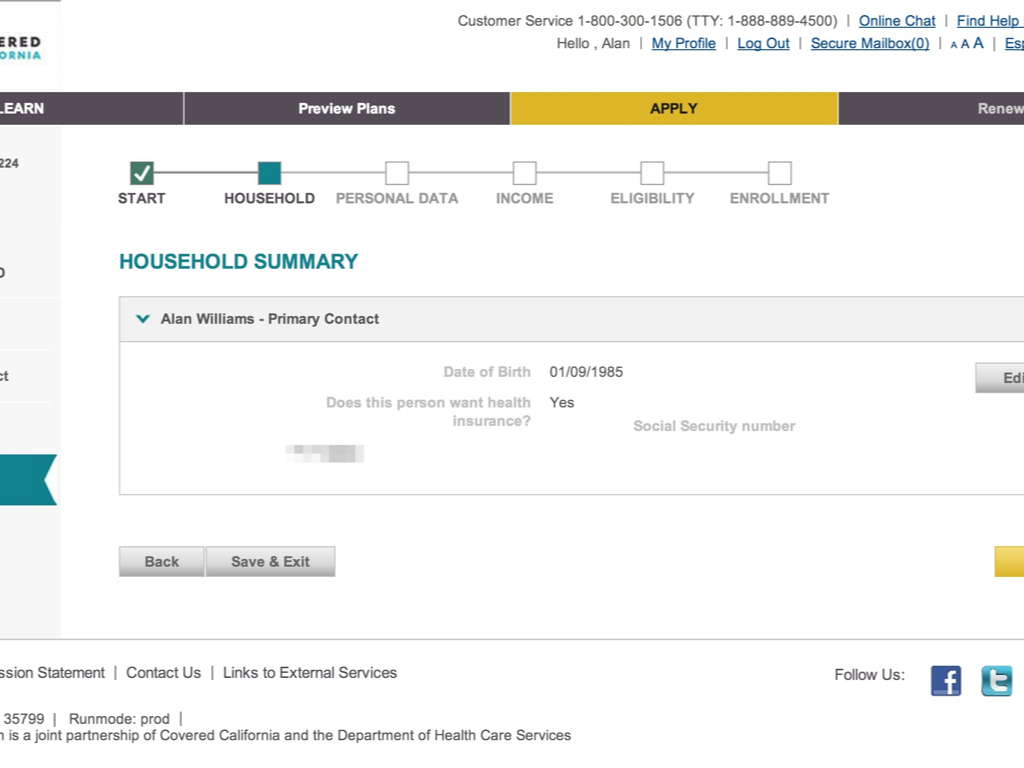 Customer Service 1-800-300-1506 (TTY: 1-888-889-4500) | Online Chat | Find Help
Hello , Alan | My Profile | Log Out | Secure Mailbox(0) | A A A | Esp
ERED
ORNIA
LEARN Preview Plans APPLY Renew
224
START HOUSEHOLD PERSONAL DATA INCOME ELIGIBILITY ENROLLMENT
HOUSEHOLD SUMMARY
Alan Williams - Primary Contact
Date of Birth 01/09/1985
ct
Edi
Does this person want health insurance? Yes
Social Security number
Back Save & Exit
ssion Statement | Contact Us | Links to External Services
Follow Us:
35799 | Runmode: prod |
n is a joint partnership of Covered California and the Department of Health Care Services